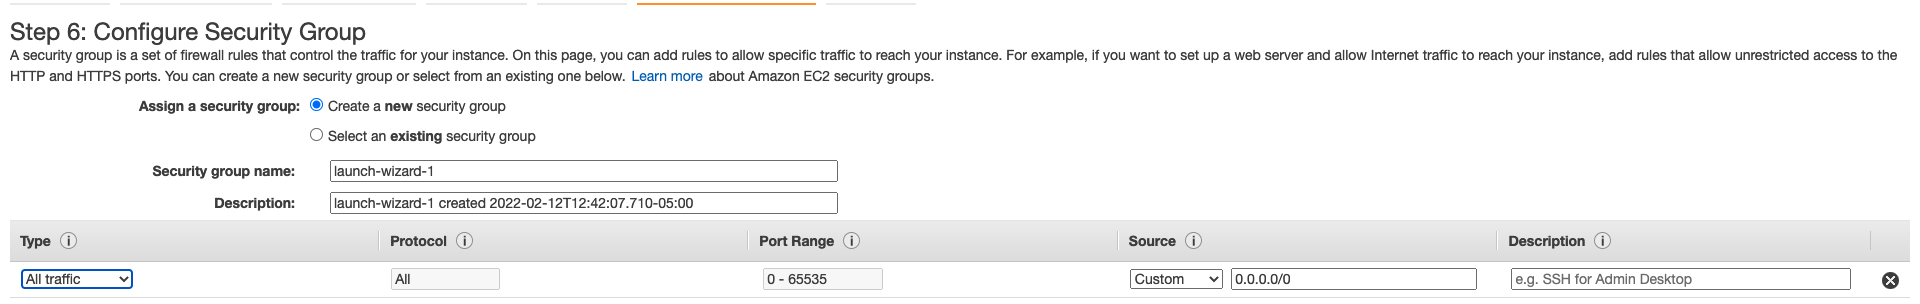 Step 6: Configure Security Group
A security group is a set of firewall rules that control the traffic for your instance. On this page, you can add rules to allow specific traffic to reach your instance. For example, if you want to set up a web server and allow Internet traffic to reach your instance, add rules that allow unrestricted access to the
HTTP and HTTPS ports. You can create a new security group or select from an existing one below. Learn more about Amazon EC2 security groups.
Assign a security group: Create a new security group
Select an existing security group
Security group name: launch-wizard-1
Description: launch-wizard-1 created 2022-02-12T12:42:07.710-05:00
Type i Protocol i Port Range i Source i Description i
All traffic All 0 - 65535 Custom 0.0.0.0/0 e.g. SSH for Admin Desktop